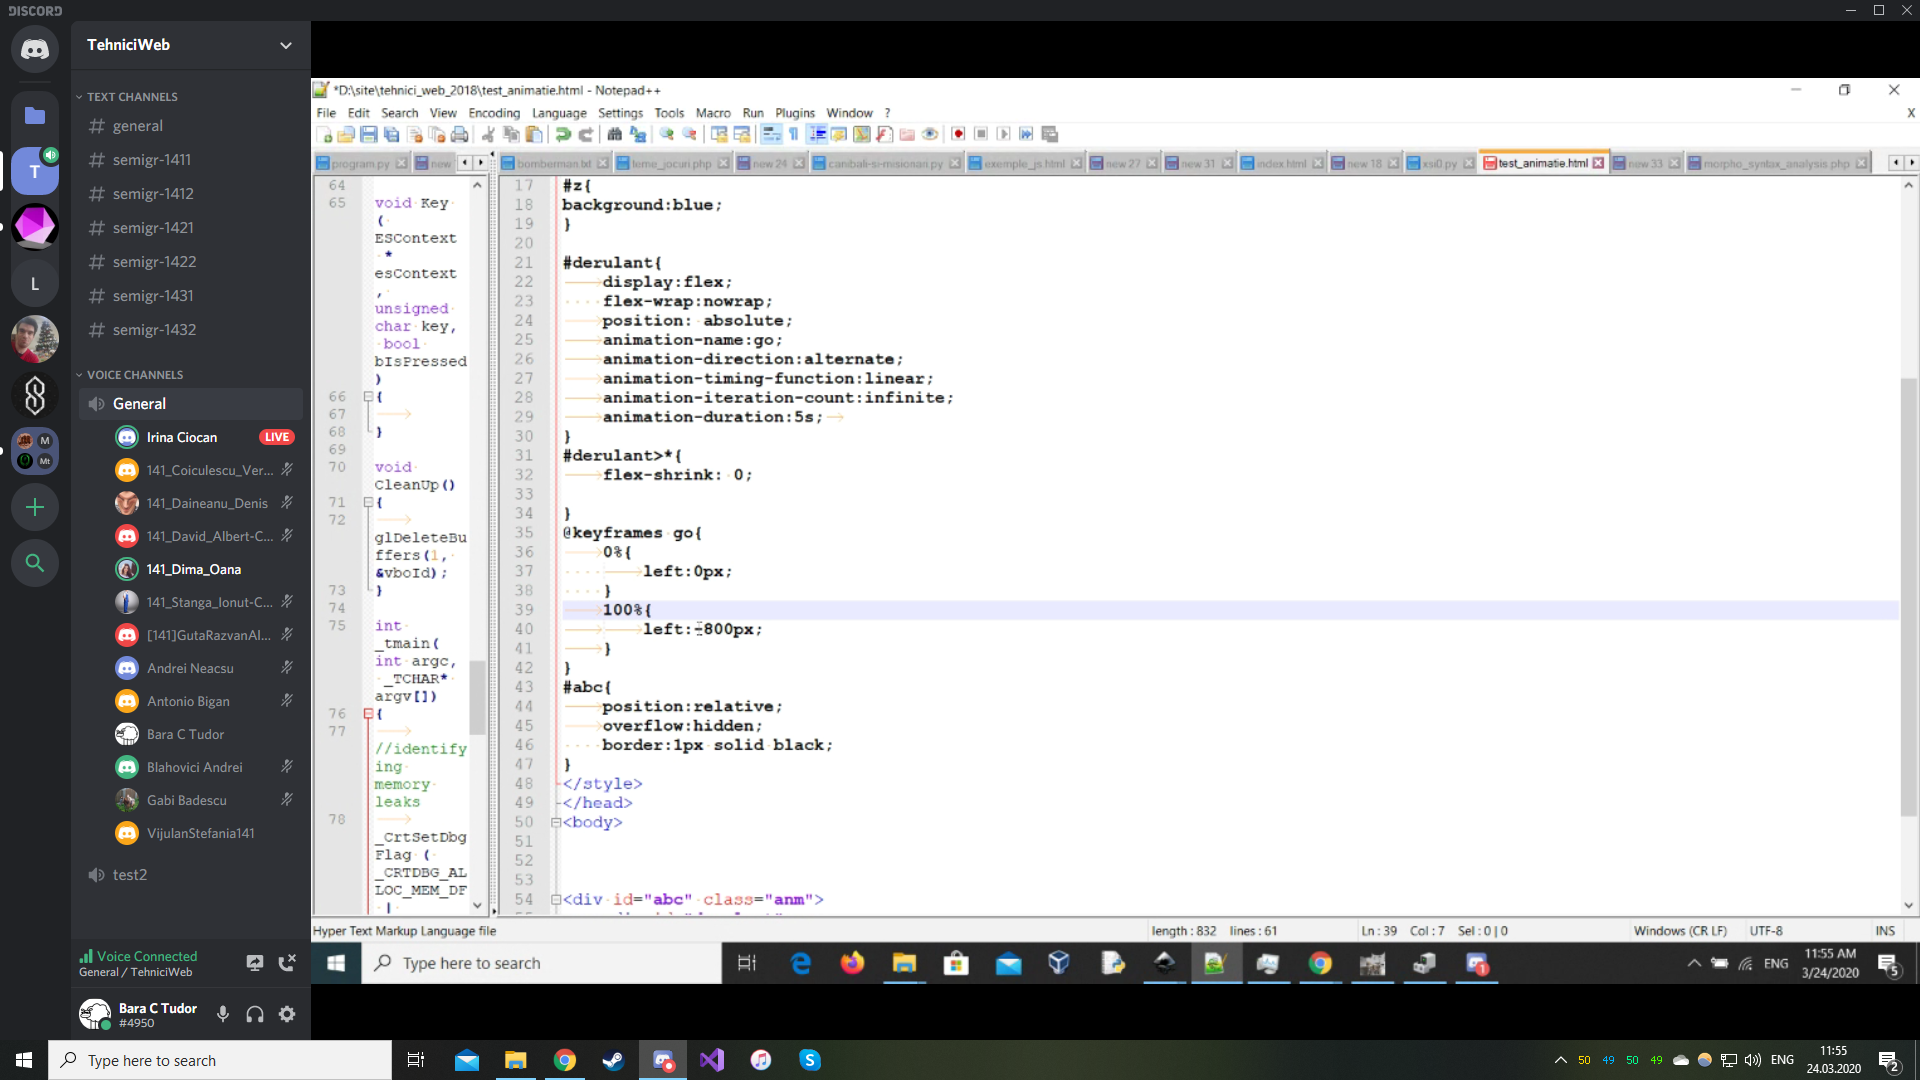 DISCORD
TehniciWeb
TEXT CHANNELS
# general
# semigr-1411
# semigr-1412
# semigr-1421
# semigr-1422
# semigr-1431
# semigr-1432
VOICE CHANNELS
General
Irina Ciocan LIVE
141_Coiculescu_Ver...
141_Daineanu_Denis
141_David_Albert-C...
141_Dima_Oana
141_Stanga_Ionut-C...
[141]GutaRazvanAl...
Andrei Neacsu
Antonio Bigan
Bara C Tudor
Blahovici Andrei
Gabi Badescu
VijulanStefania141
test2
Voice Connected
General / TehniciWeb
Bara C Tudor
#4950
T
L
M
Mt
*D:\site\tehnici_web_2018\test_animatie.html - Notepad++
File Edit Search View Encoding Language Settings Tools Macro Run Plugins Window ?
X
program.py new bomberman.txt teme_jocuri.php new 24 canibali-si-misionari.py exemple_js.html new 27 new 31 index.html new 18 xsi0.py test_animatie.html new 33 morpho_syntax_analysis.php
64
65 void Key
(
ESContext
*
esContext
,
unsigned
char key,
bool
bIsPressed
)
66 {
67
68 }
69
70 void
CleanUp()
71 {
72
glDeleteBu
ffers(1,
&vboId);
73 }
74
75 int
_tmain(
int argc,
_TCHAR*
argv[])
76 {
77
//identify
ing
memory
leaks
78
_CrtSetDbg
Flag (
_CRTDBG_AL
LOC_MEM_DF
|
17 #z{
18 background:blue;
19 }
20
21 #derulant{
22 display:flex;
23 flex-wrap:nowrap;
24 position: absolute;
25 animation-name:go;
26 animation-direction:alternate;
27 animation-timing-function:linear;
28 animation-iteration-count:infinite;
29 animation-duration:5s;
30 }
31 #derulant>*{
32 flex-shrink: 0;
33
34 }
35 @keyframes go{
36 0%{
37 left:0px;
38 }
39 100%{
40 left:-800px;
41 }
42 }
43 #abc{
44 position:relative;
45 overflow:hidden;
46 border:1px solid black;
47 }
48 </style>
49 </head>
50 <body>
51
52
53
54 <div id="abc" class="anm">
Hyper Text Markup Language file length : 832 lines : 61 Ln : 39 Col : 7 Sel : 0 | 0 Windows (CR LF) UTF-8 INS
Type here to search
1
ENG
11:55 AM
3/24/2020
5
Type here to search
50 49 50 49
ENG
11:55
24.03.2020
2